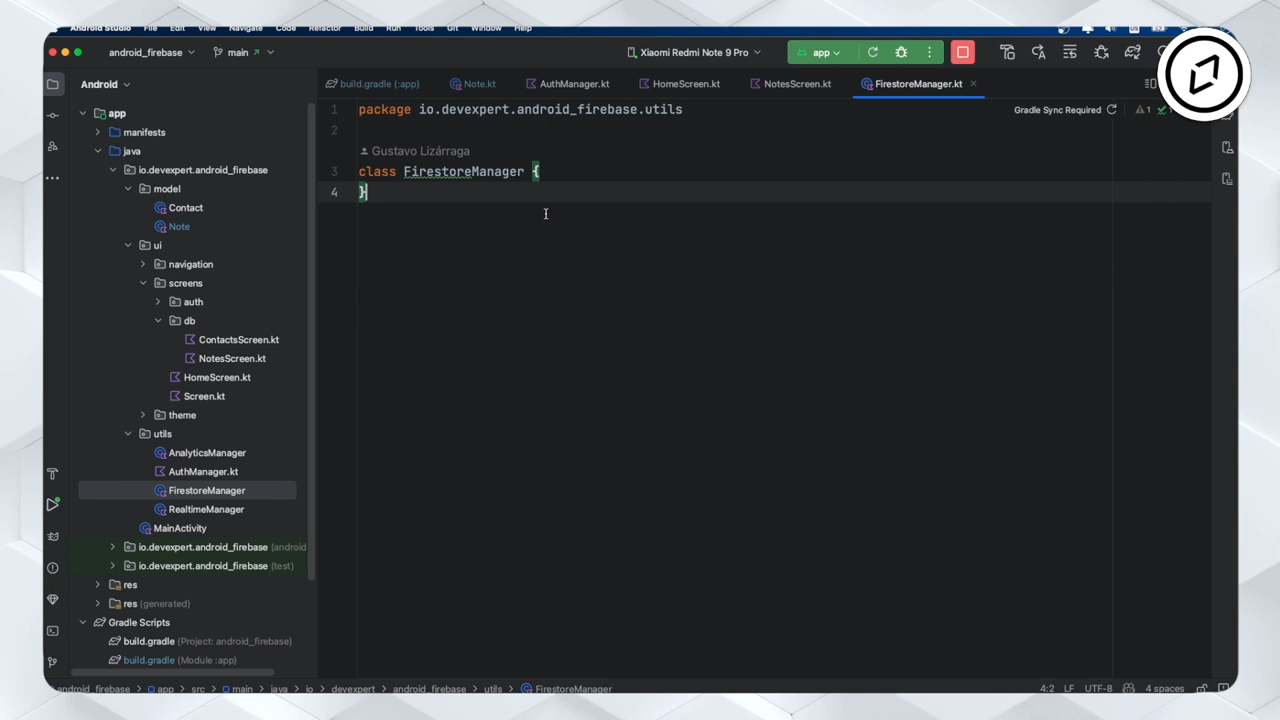 Android Studio File Edit View Navigate Code Refactor Build Run Tools Git Window Help
android_firebase main Xiaomi Redmi Note 9 Pro app
Android
build.gradle (:app) Note.kt AuthManager.kt HomeScreen.kt NotesScreen.kt FirestoreManager.kt
app
manifests
java
io.devexpert.android_firebase
model
Contact
Note
ui
navigation
screens
auth
db
ContactsScreen.kt
NotesScreen.kt
HomeScreen.kt
Screen.kt
theme
utils
AnalyticsManager
AuthManager.kt
FirestoreManager
RealtimeManager
MainActivity
io.devexpert.android_firebase (android
io.devexpert.android_firebase (test)
res
res (generated)
Gradle Scripts
build.gradle (Project: android_firebase)
build.gradle (Module :app)
1 package io.devexpert.android_firebase.utils
Gradle Sync Required 1
2
Gustavo Lizárraga
3 class FirestoreManager {
4 }
android_firebase app src main java io devexpert android_firebase utils FirestoreManager
4:2 LF UTF-8 4 spaces